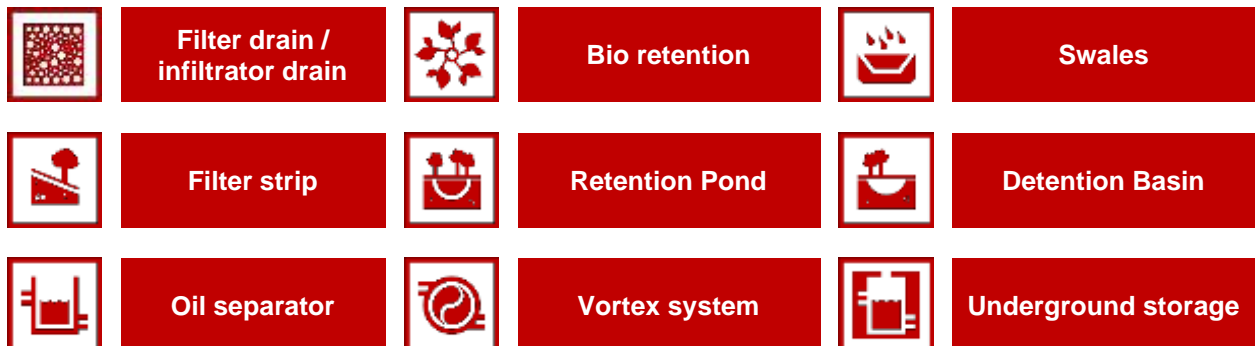 Filter drain /
infiltrator drain
Bio retention
Swales
Filter strip
Retention Pond
Detention Basin
Oil separator
Vortex system
Underground storage